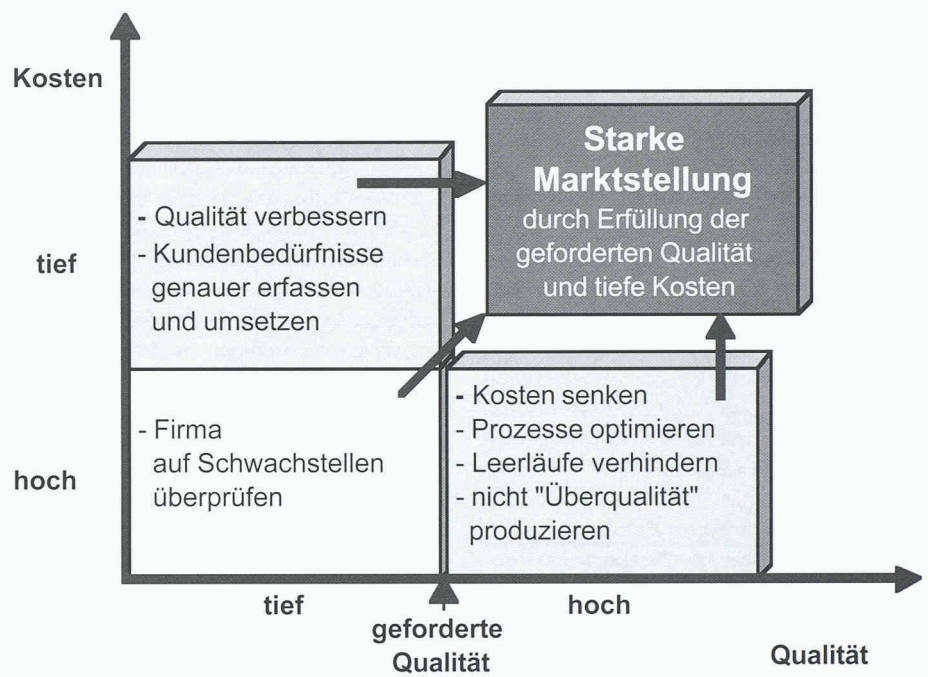 Kosten
Starke
Marktstellung
durch Erfüllung der
geforderten Qualität
und tiefe Kosten
- Qualität verbessern
- Kundenbedürfnisse
genauer erfassen
und umsetzen
tief
- Kosten senken
- Prozesse optimieren
- Leerläufe verhindern
- nicht "Überqualität"
produzieren
- Firma
auf Schwachstellen
überprüfen
hoch
tief
hoch
geforderte
Qualität
Qualität